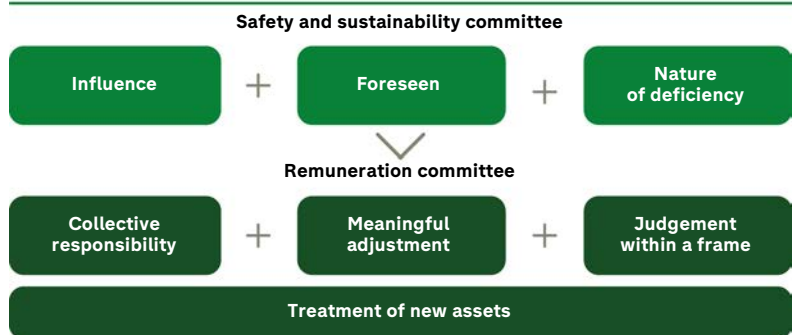 Safety and sustainability committee
Influence + Foreseen + Nature
of deficiency
Remuneration committee
Collective
responsibility + Meaningful
adjustment + Judgement
within a frame
Treatment of new assets